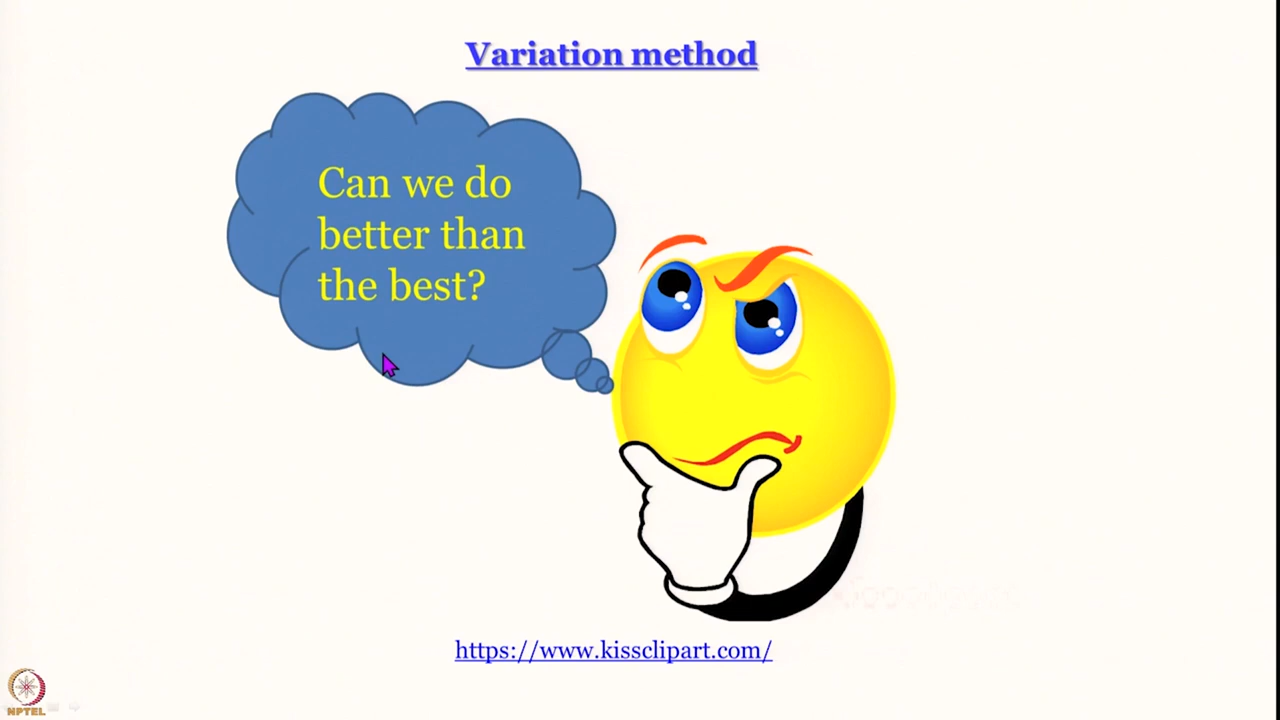 Variation method
Can we do
better than
the best?
https://www.kissclipart.com/
NPTEL